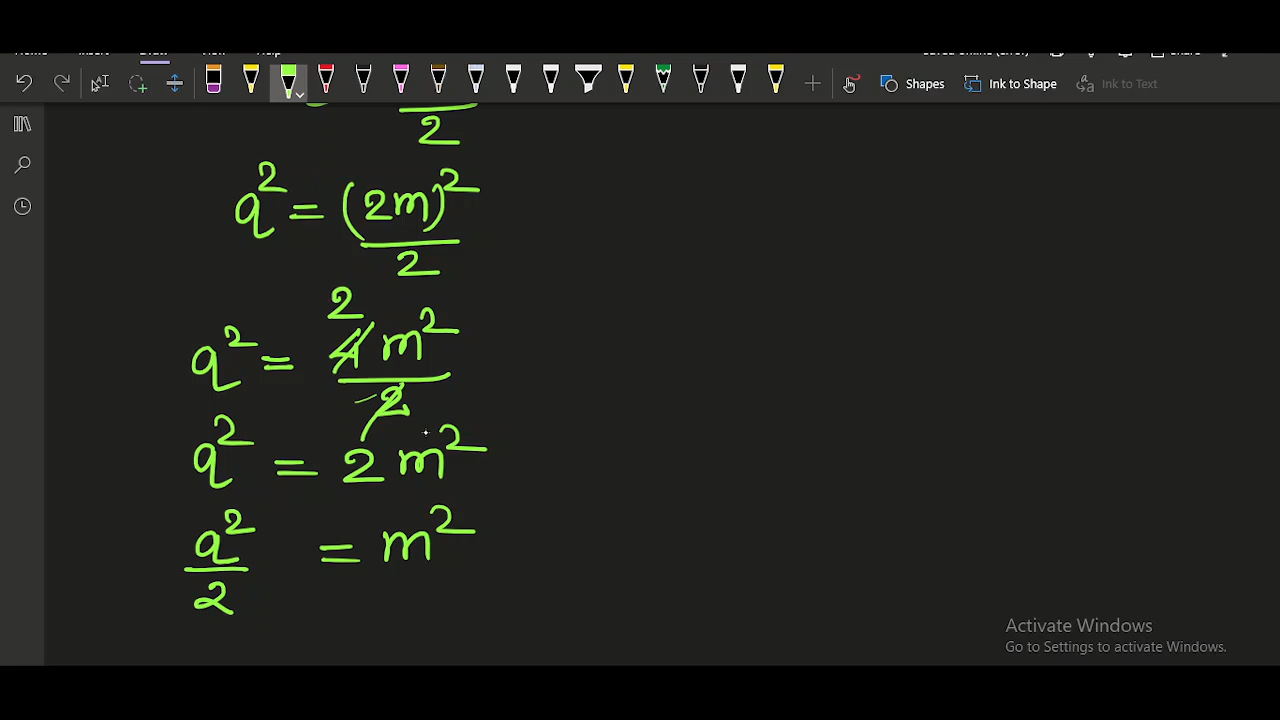 Shapes Ink to Shape Ink to Text
2
q² = (2m)²
2
2
q² = 4m²
2
q² = 2m²
q² = m²
2
Activate Windows
Go to Settings to activate Windows.